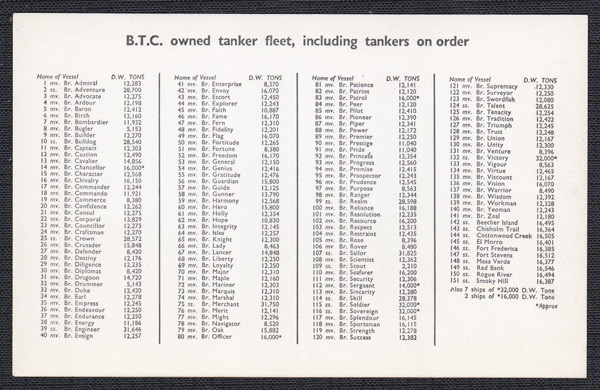 B.T.C. owned tanker fleet, including tankers on order
Name of Vessel D.W. TONS
1 mv. Br. Admiral 12,283
2 ss. Br. Adventure 28,700
3 mv. Br. Advocate 12,275
4 mv. Br. Ardour 12,198
5 mv. Br. Baron 12,412
6 mv. Br. Birch 12,160
7 mv. Br. Bombardier 11,992
8 mv. Br. Bugler 5,153
9 mv. Br. Builder 12,270
10 ss. Br. Bulldog 28,540
11 mv. Br. Captain 12,303
12 mv. Br. Caution 12,490
13 mv. Br. Cavalier 14,856
14 mv. Br. Chancellor 16,000*
15 mv. Br. Character 12,568
16 mv. Br. Chivalry 16,150
17 mv. Br. Commander 12,244
18 mv. Br. Commando 11,921
19 mv. Br. Commerce 8,380
20 mv. Br. Confidence 12,262
21 mv. Br. Consul 12,275
22 mv. Br. Corporal 13,829
23 mv. Br. Councillor 12,275
24 mv. Br. Craftsman 12,270
25 ss. Br. Crown 28,572
26 mv. Br. Crusader 15,848
27 mv. Br. Defender 8,420
28 mv. Br. Destiny 12,176
29 mv. Br. Diligence 12,235
30 mv. Br. Diplomat 8,420
31 mv. Br. Dragoon 14,720
32 mv. Br. Drummer 5,143
33 mv. Br. Duke 12,420
34 mv. Br. Earl 12,278
35 mv. Br. Empress 12,245
36 mv. Br. Endeavour 12,250
37 mv. Br. Endurance 12,250
38 mv. Br. Energy 11,186
39 ss. Br. Engineer 31,646
40 mv. Br. Ensign 12,257
Name of Vessel D.W. TONS
41 mv. Br. Enterprise 8,370
42 mv. Br. Envoy 16,070
43 mv. Br. Escort 12,450
44 mv. Br. Explorer 12,243
45 mv. Br. Faith 10,887
46 mv. Br. Fame 16,170
47 mv. Br. Fern 12,310
48 mv. Br. Fidelity 12,201
49 mv. Br. Flag 16,070
50 mv. Br. Fortitude 12,265
51 mv. Br. Fortune 8,380
52 mv. Br. Freedom 16,170
53 mv. Br. General 12,150
54 mv. Br. Genius 12,416
55 mv. Br. Gratitude 12,476
56 mv. Br. Guardian 15,800
57 mv. Br. Guide 12,125
58 mv. Br. Gunner 13,790
59 mv. Br. Harmony 12,568
60 mv. Br. Hero 15,800
61 mv. Br. Holly 12,354
62 mv. Br. Hope 10,830
63 mv. Br. Integrity 12,145
64 mv. Br. Isles 12,257
65 mv. Br. Knight 12,300
66 mv. Br. Lady 8,463
67 mv. Br. Lancer 14,848
68 mv. Br. Liberty 12,250
69 mv. Br. Loyalty 12,250
70 mv. Br. Major 12,310
71 mv. Br. Maple 12,160
72 mv. Br. Mariner 12,303
73 mv. Br. Marquis 12,310
74 mv. Br. Marshal 12,310
75 ss. Br. Merchant 31,750
76 mv. Br. Merit 12,141
77 mv. Br. Might 12,296
78 mv. Br. Navigator 8,520
79 mv. Br. Oak 15,882
80 mv. Br. Officer 16,000*
Name of Vessel D.W. TONS
81 mv. Br. Patience 12,141
82 mv. Br. Patriot 12,120
83 mv. Br. Patrol 16,000*
84 mv. Br. Peer 12,120
85 mv. Br. Pilot 12,410
86 mv. Br. Pioneer 12,390
87 mv. Br. Piper 12,341
88 mv. Br. Power 12,172
89 mv. Br. Premier 12,250
90 mv. Br. Prestige 11,040
91 mv. Br. Pride 11,040
92 mv. Br. Princess 12,354
93 mv. Br. Progress 12,560
94 mv. Br. Promise 12,415
95 mv. Br. Prospector 12,243
96 mv. Br. Prudence 12,545
97 mv. Br. Purpose 8,563
98 mv. Br. Ranger 12,344
99 ss. Br. Realm 28,598
100 mv. Br. Reliance 16,188
101 mv. Br. Resolution 12,235
102 mv. Br. Resource 16,200
103 mv. Br. Respect 12,513
104 mv. Br. Restraint 12,435
105 mv. Br. Rose 8,396
106 mv. Br. Rover 8,480
107 ss. Br. Sailor 31,825
108 mv. Br. Scientist 12,362
109 mv. Br. Scout 2,210
110 mv. Br. Seafarer 16,200
111 mv. Br. Security 12,306
112 mv. Br. Sergeant 14,000*
113 mv. Br. Sincerity 12,280
114 ss. Br. Skill 28,378
115 ss. Br. Soldier 32,000*
116 ss. Br. Sovereign 32,000*
117 mv. Br. Splendour 16,145
118 mv. Br. Sportsman 16,115
119 mv. Br. Strength 12,278
120 mv. Br. Success 12,382
Name of Vessel D.W. TONS
121 mv. Br. Supremacy 12,330
122 mv. Br. Surveyor 12,250
123 mv. Br. Swordfish 12,080
124 ss. Br. Talent 28,625
125 mv. Br. Tenacity 12,254
126 mv. Br. Tradition 12,422
127 mv. Br. Triumph 12,245
128 mv. Br. Trust 12,248
129 mv. Br. Union 12,167
130 mv. Br. Unity 12,300
131 mv. Br. Venture 8,396
132 ss. Br. Victory 32,000*
133 mv. Br. Vigour 8,563
134 mv. Br. Virtue 12,465
135 mv. Br. Viscount 12,167
136 mv. Br. Vision 16,070
137 mv. Br. Warrior 8,490
138 mv. Br. Wisdom 12,392
139 mv. Br. Workman 12,328
140 mv. Br. Yeoman 12,243
141 mv. Br. Zeal 12,180
142 ss. Beecher Island 16,495
143 ss. Chisholm Trail 16,364
144 ss. Cottonwood Creek 16,505
145 ss. El Morro 16,401
146 ss. Fort Frederica 16,385
147 ss. Fort Stevens 16,512
148 ss. Mesa Verde 16,377
149 ss. Red Bank 16,546
150 ss. Rogue River 16,494
151 ss. Smoky Hill 16,387
Also 7 ships of *32,000 D.W. Tons
2 ships of *16,000 D.W. Tons
*Approx